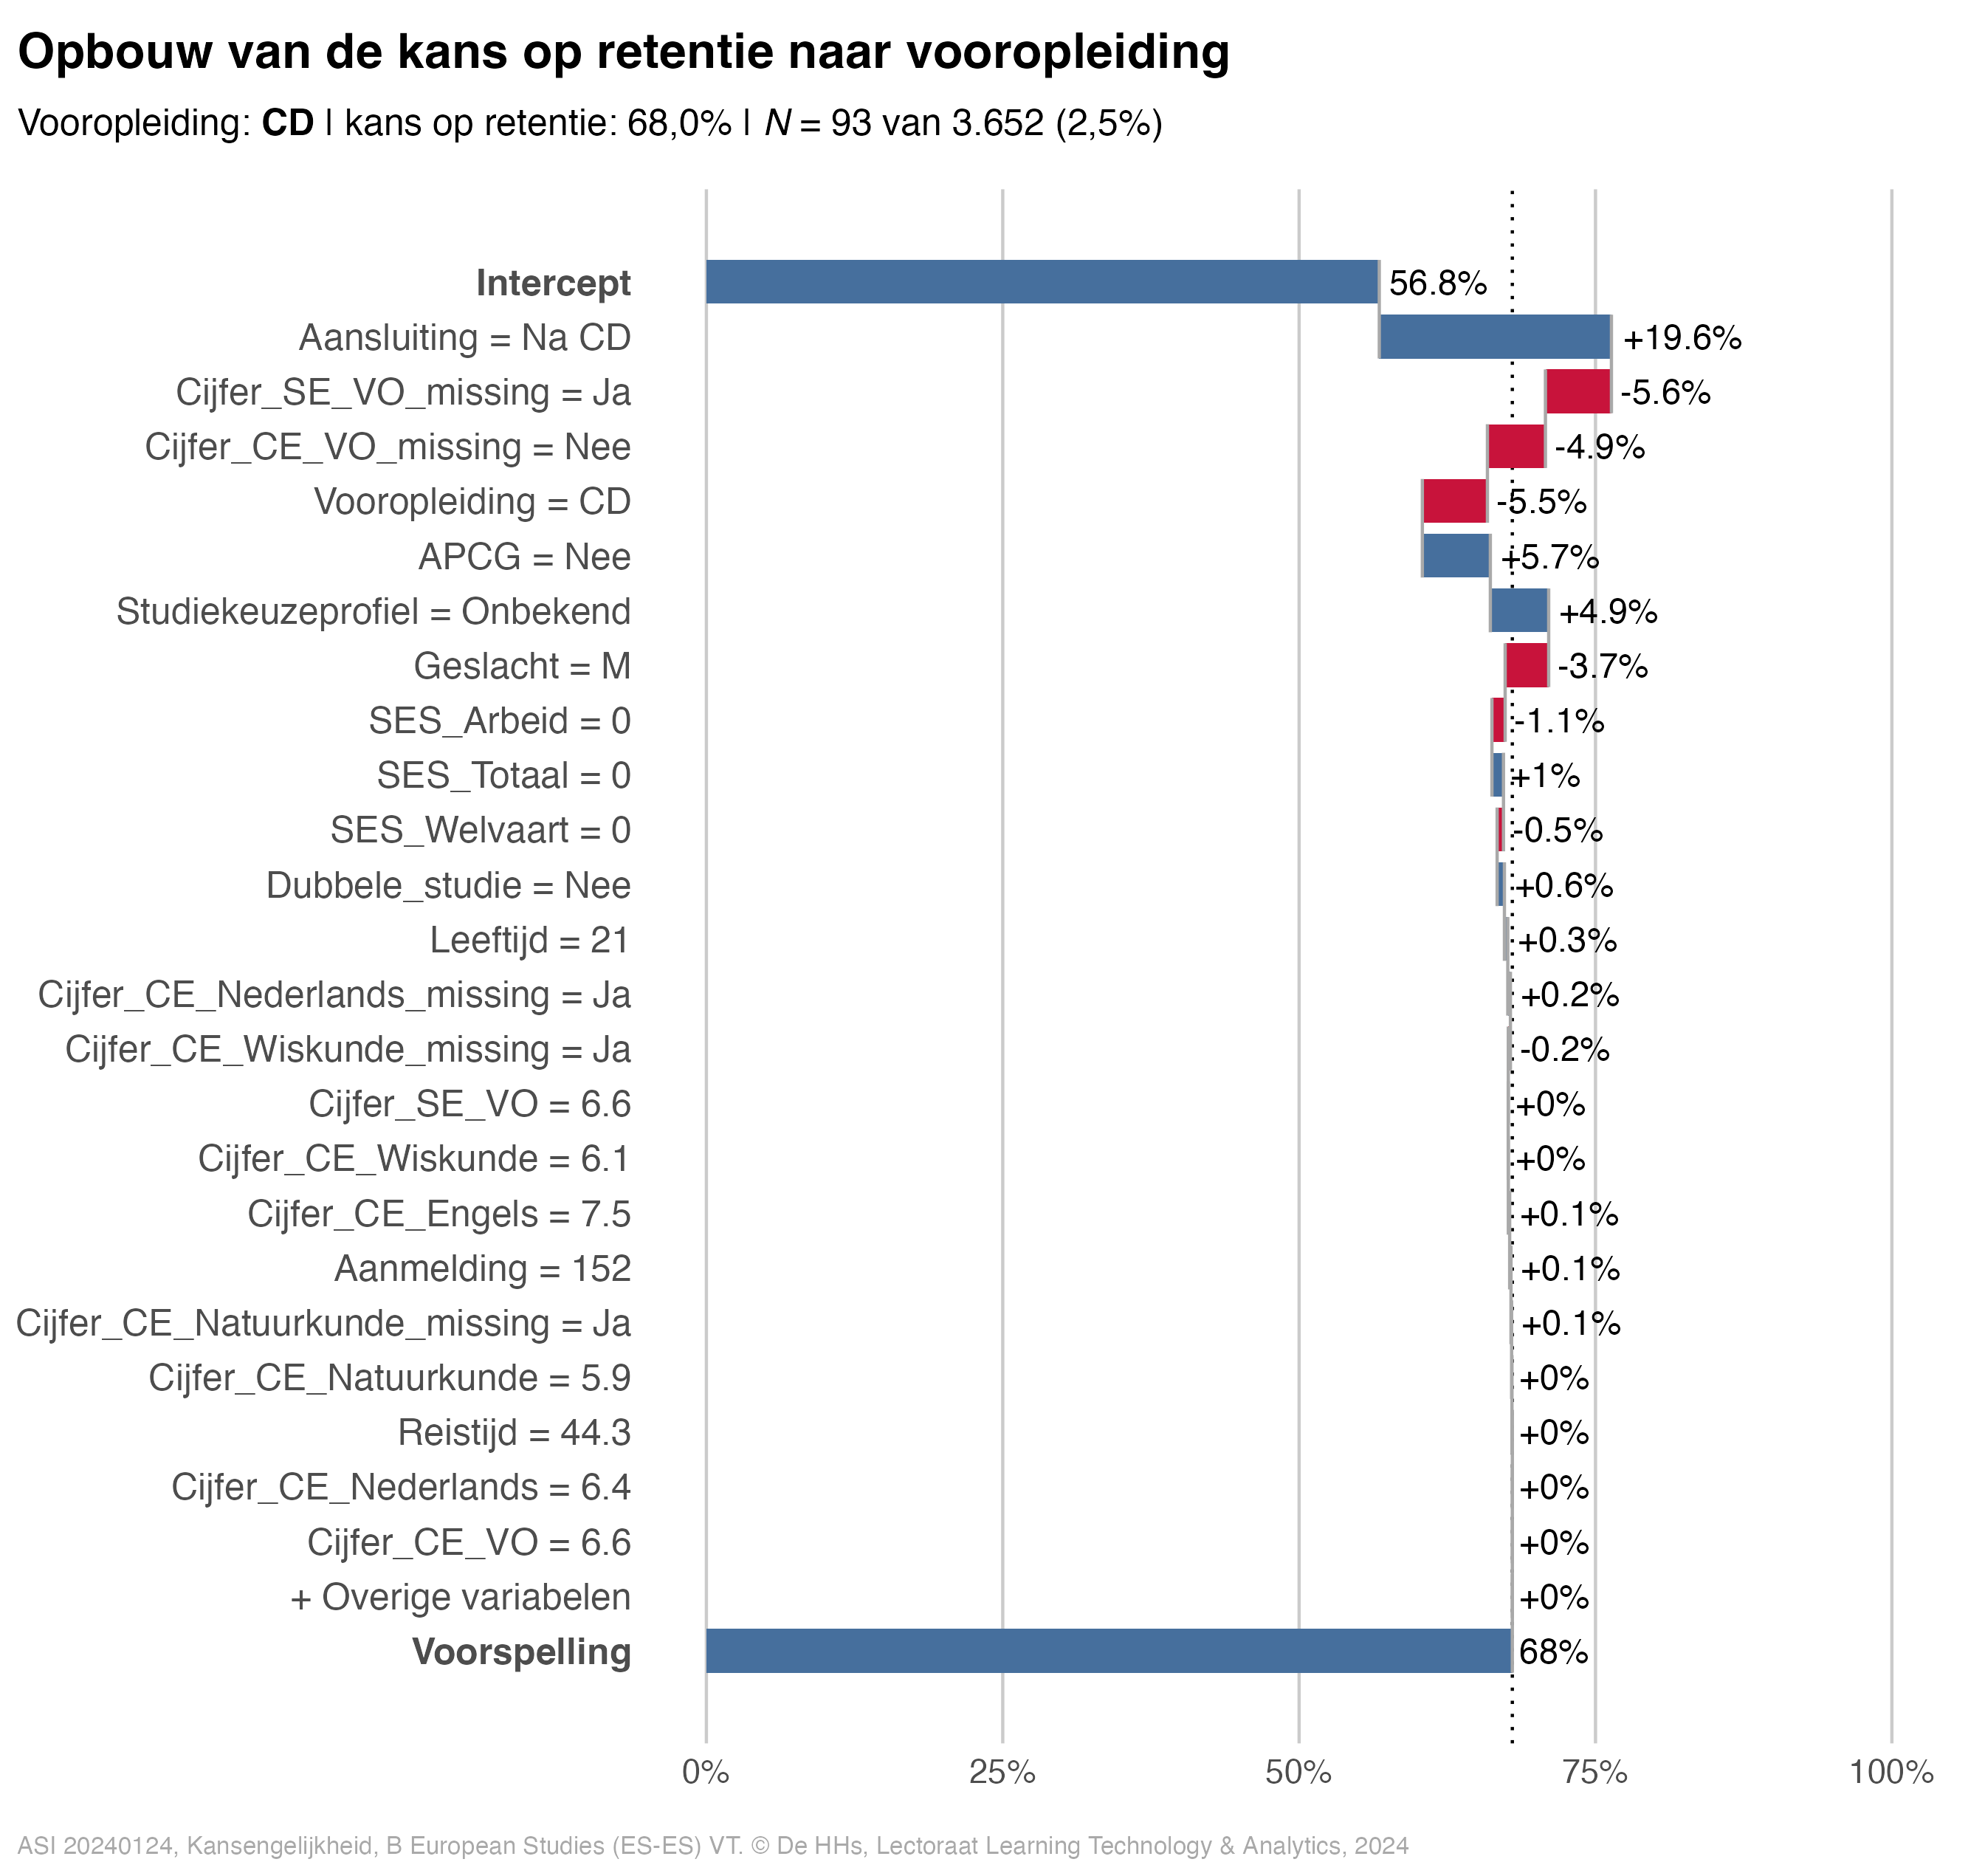 Opbouw van de kans op retentie naar vooropleiding
Vooropleiding: CD | kans op retentie: 68,0% | N = 93 van 3.652 (2,5%)
Intercept 56.8%
Aansluiting = Na CD +19.6%
Cijfer_SE_VO_missing = Ja -5.6%
Cijfer_CE_VO_missing = Nee -4.9%
Vooropleiding = CD -5.5%
APCG = Nee +5.7%
Studiekeuzeprofiel = Onbekend +4.9%
Geslacht = M -3.7%
SES_Arbeid = 0 -1.1%
SES_Totaal = 0 +1%
SES_Welvaart = 0 -0.5%
Dubbele_studie = Nee +0.6%
Leeftijd = 21 +0.3%
Cijfer_CE_Nederlands_missing = Ja +0.2%
Cijfer_CE_Wiskunde_missing = Ja -0.2%
Cijfer_SE_VO = 6.6 +0%
Cijfer_CE_Wiskunde = 6.1 +0%
Cijfer_CE_Engels = 7.5 +0.1%
Aanmelding = 152 +0.1%
Cijfer_CE_Natuurkunde_missing = Ja +0.1%
Cijfer_CE_Natuurkunde = 5.9 +0%
Reistijd = 44.3 +0%
Cijfer_CE_Nederlands = 6.4 +0%
Cijfer_CE_VO = 6.6 +0%
+ Overige variabelen +0%
Voorspelling 68%
0% 25% 50% 75% 100%
ASI 20240124, Kansengelijkheid, B European Studies (ES-ES) VT. © De HHs, Lectoraat Learning Technology & Analytics, 2024